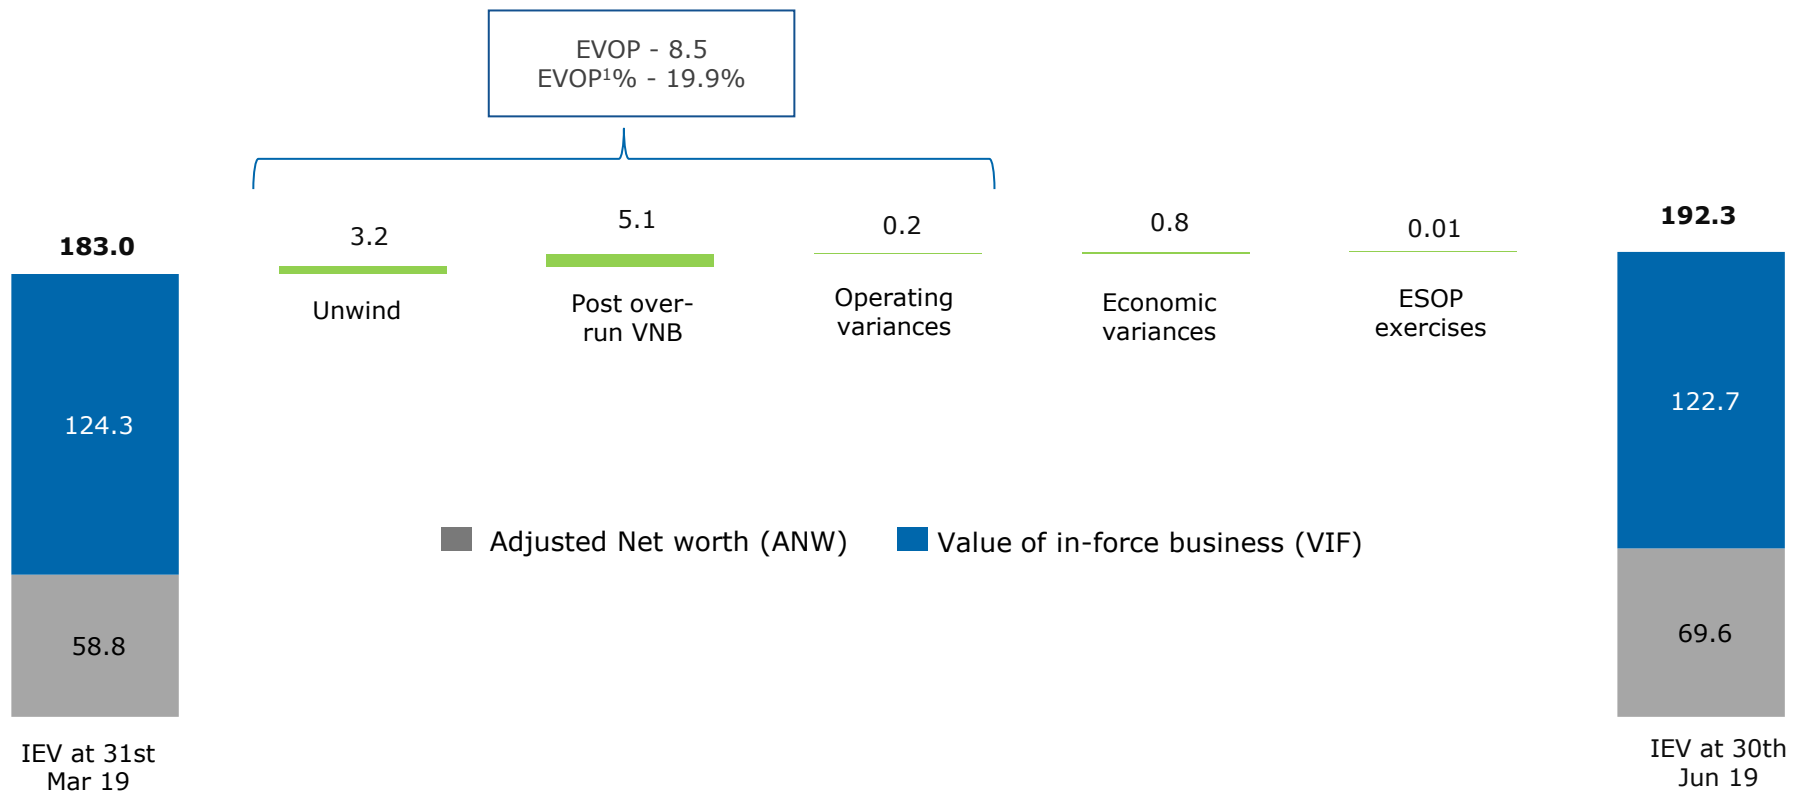 EVOP - 8.5
EVOP¹% - 19.9%
183.0
3.2
5.1
0.2
0.8
0.01
192.3
Unwind
Post over-
run VNB
Operating
variances
Economic
variances
ESOP
exercises
124.3
122.7
Adjusted Net worth (ANW)
Value of in-force business (VIF)
58.8
69.6
IEV at 31st
Mar 19
IEV at 30th
Jun 19